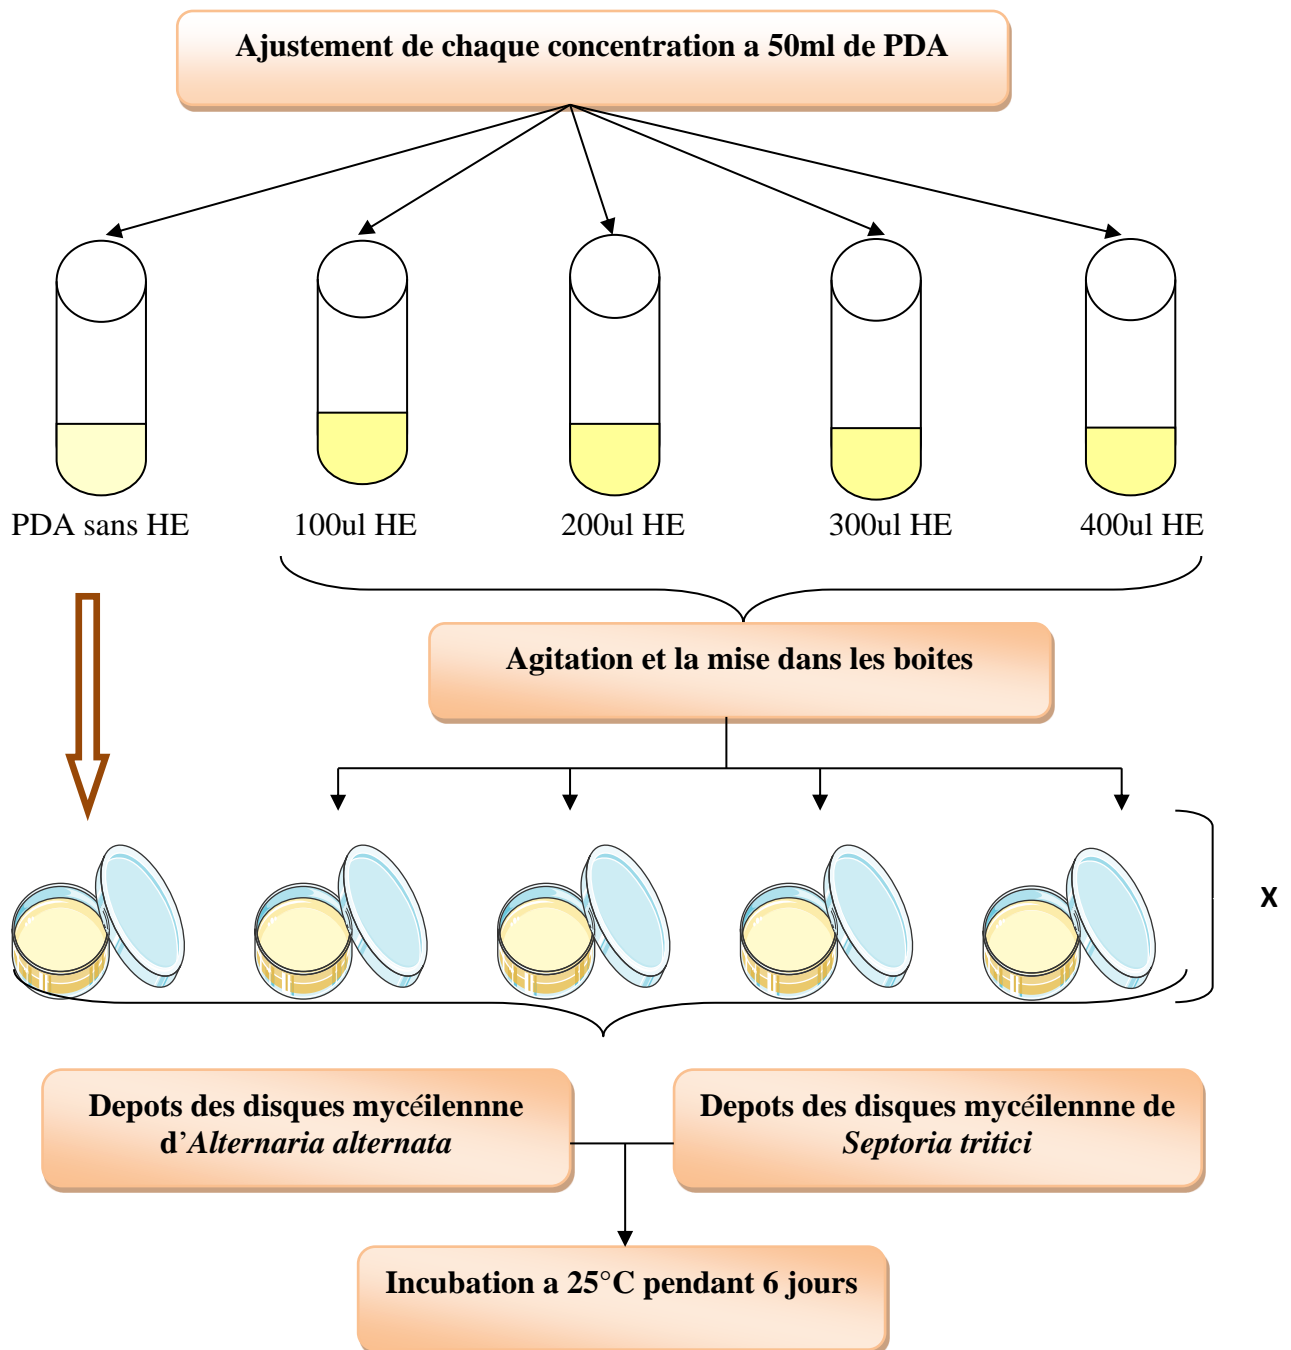 Ajustement de chaque concentration a 50ml de PDA
PDA sans HE
100ul HE
200ul HE
300ul HE
400ul HE
Agitation et la mise dans les boites
X
Depots des disques mycéilennne
d’Alternaria alternata
Depots des disques mycéilennne de
Septoria tritici
Incubation a 25°C pendant 6 jours